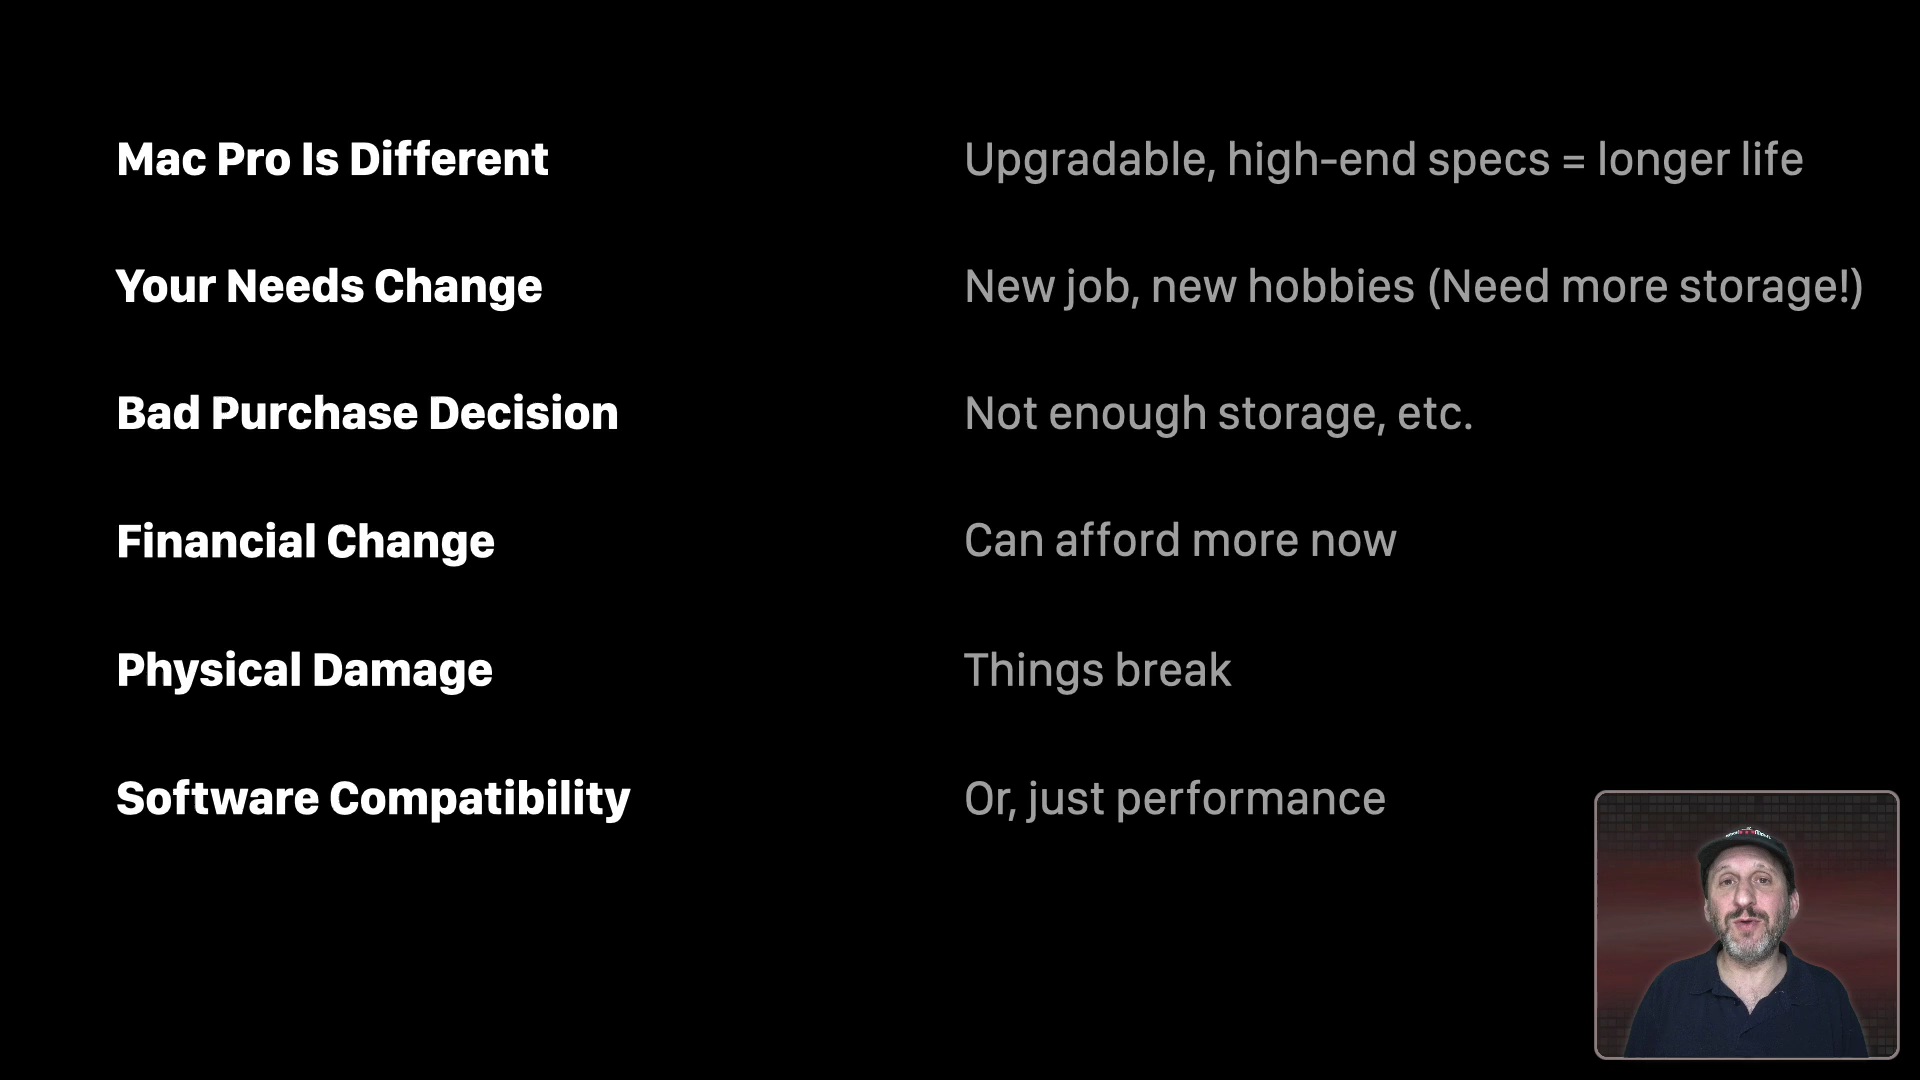 Mac Pro Is Different
Upgradable, high-end specs = longer life
Your Needs Change
New job, new hobbies (Need more storage!)
Bad Purchase Decision
Not enough storage, etc.
Financial Change
Can afford more now
Physical Damage
Things break
Software Compatibility
Or, just performance